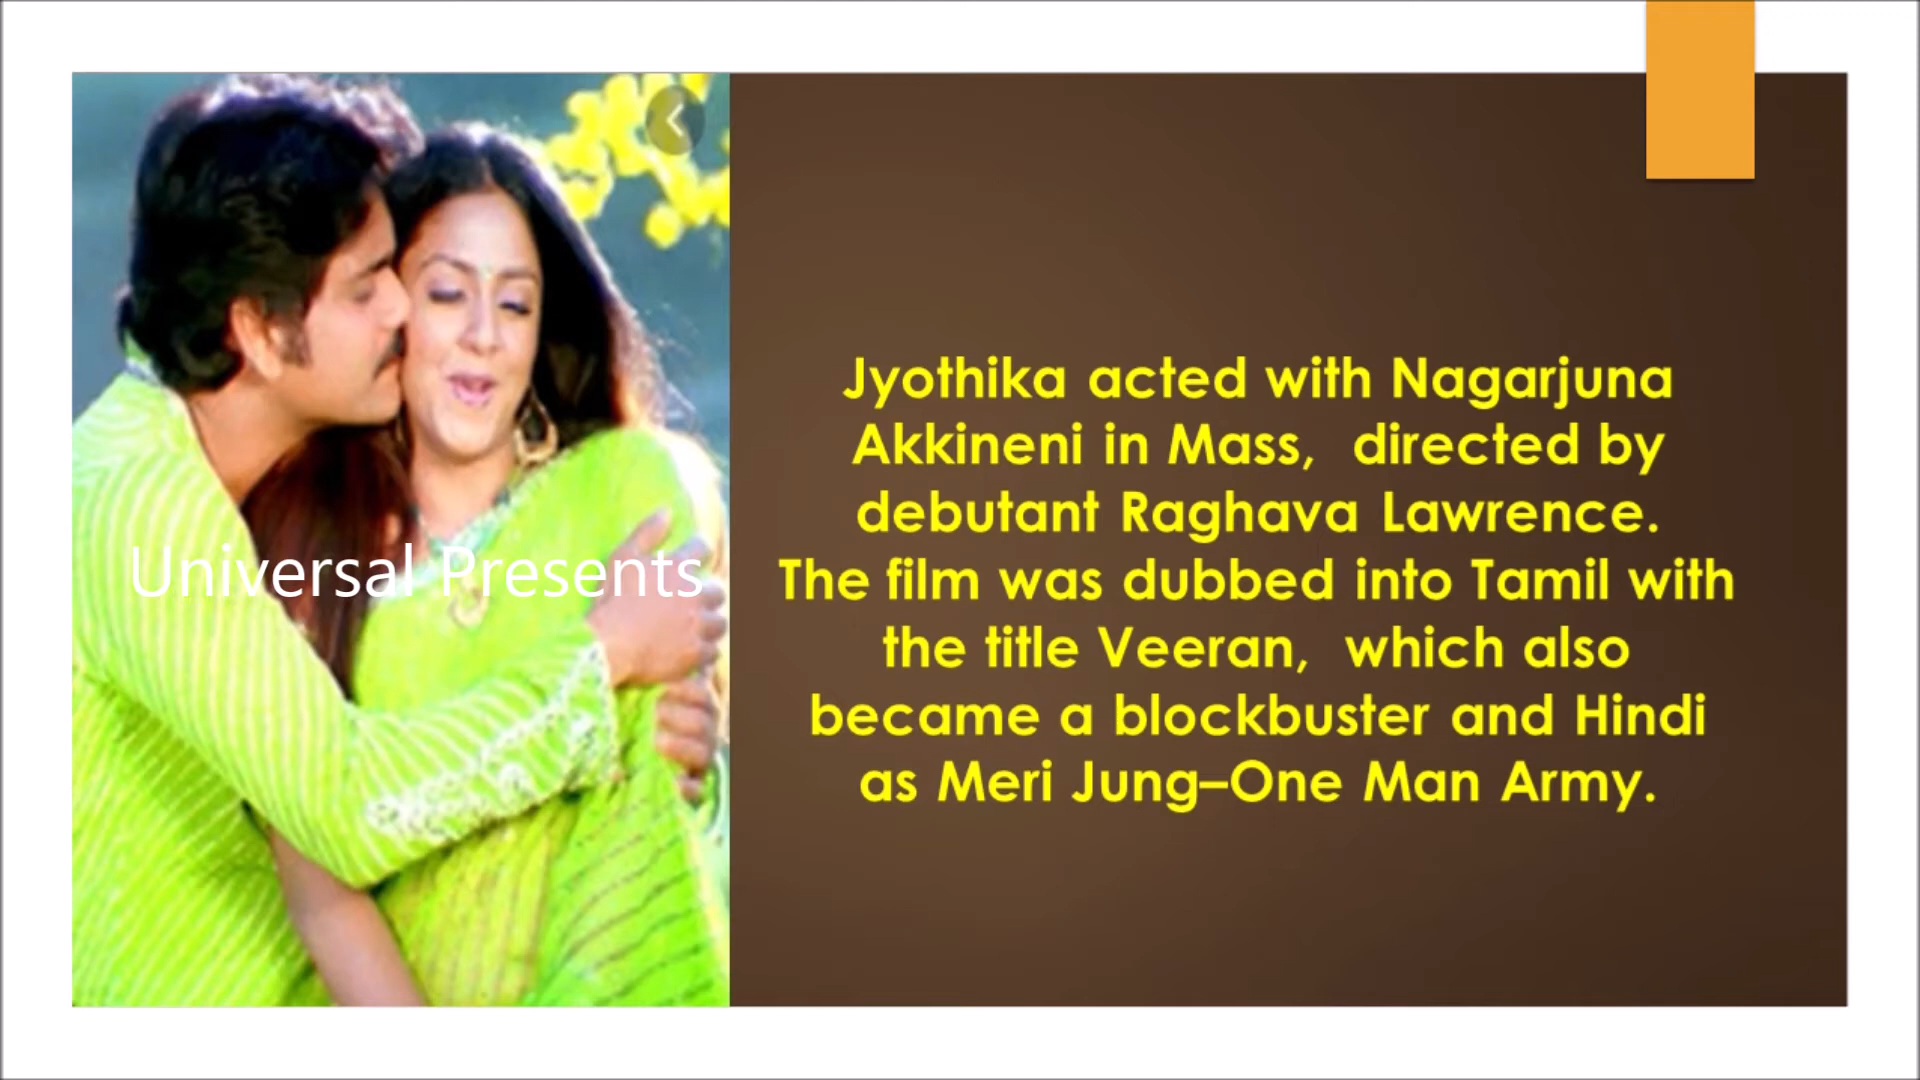 Universal Presents
Jyothika acted with Nagarjuna
Akkineni in Mass, directed by
debutant Raghava Lawrence.
The film was dubbed into Tamil with
the title Veeran, which also
became a blockbuster and Hindi
as Meri Jung–One Man Army.